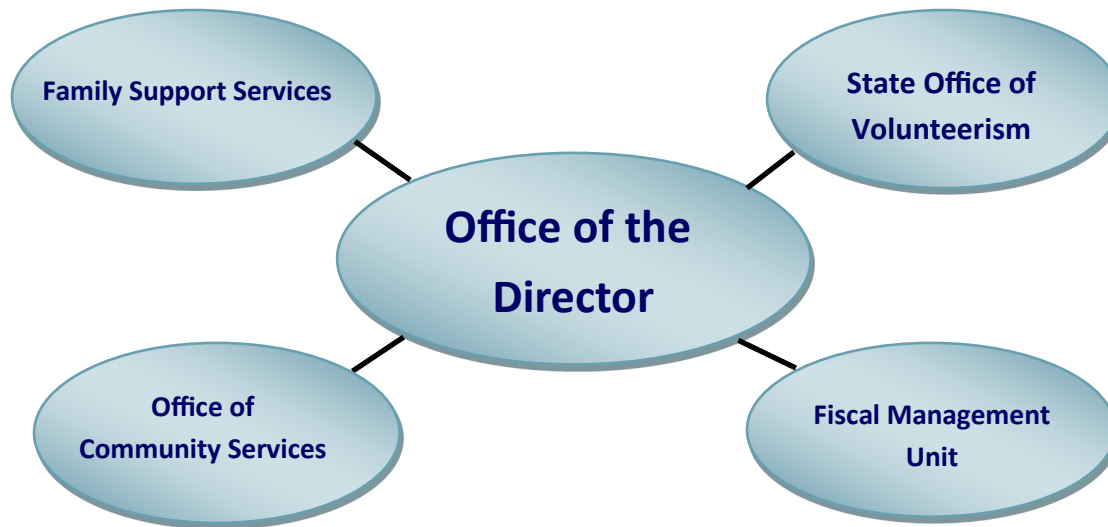 Family Support Services
State Office of
Volunteerism
Office of the
Director
Office of
Community Services
Fiscal Management
Unit